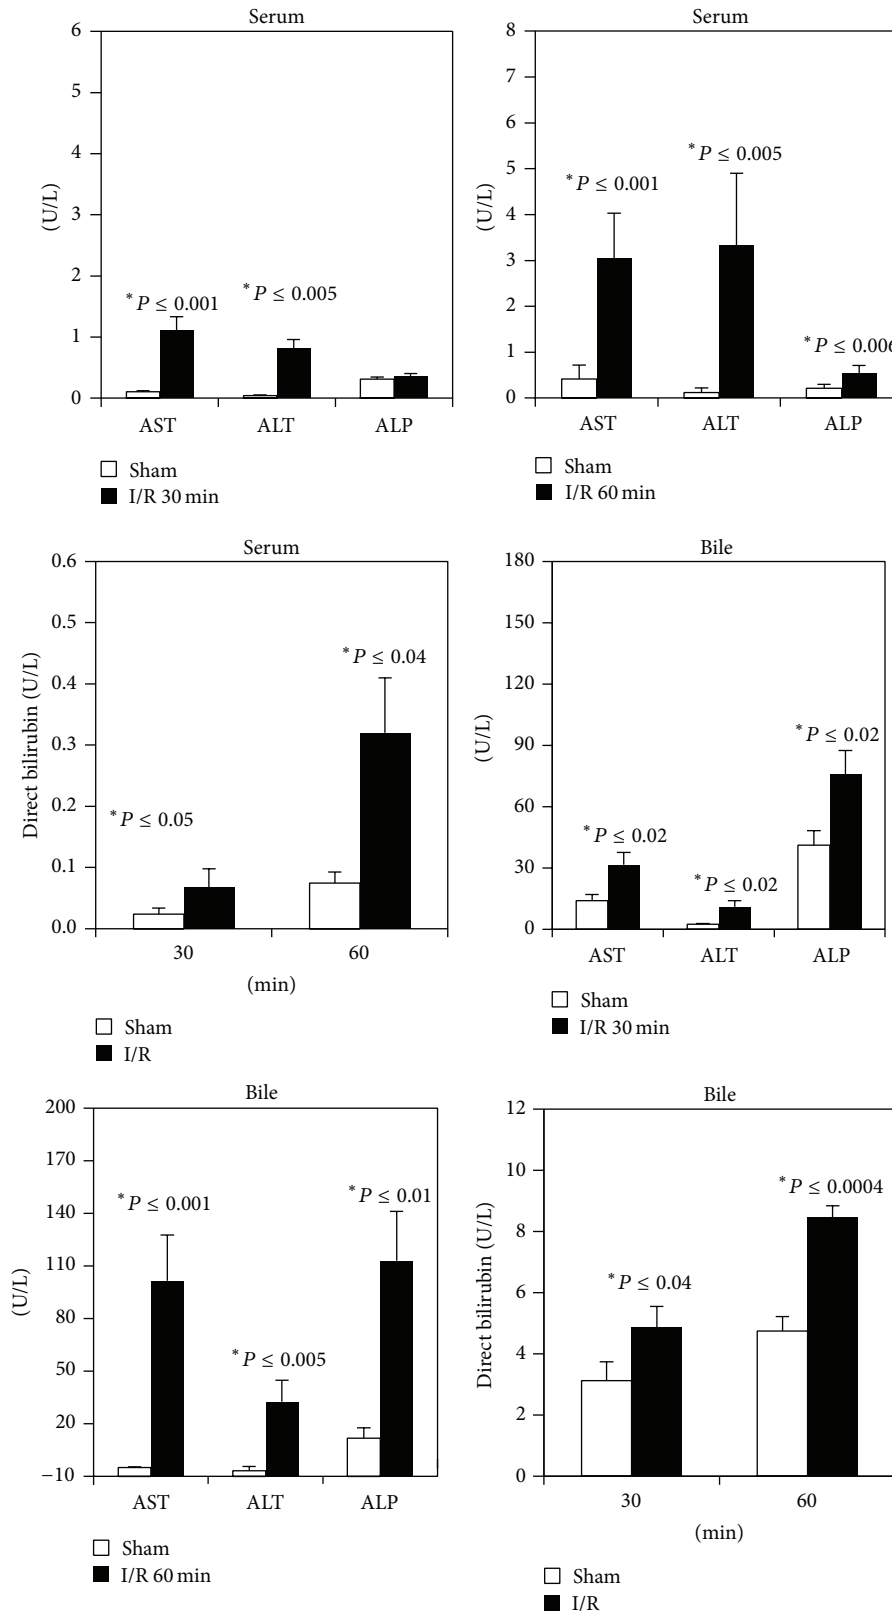 Serum
6
5
4
3
2
1
0
(U/L)
*P ≤ 0.001
*P ≤ 0.005
AST ALT ALP
Sham
I/R 30 min
Serum
8
7
6
5
4
3
2
1
0
(U/L)
*P ≤ 0.001
*P ≤ 0.005
*P ≤ 0.006
AST ALT ALP
Sham
I/R 60 min
Serum
0.6
0.5
0.4
0.3
0.2
0.1
0.0
Direct bilirubin (U/L)
*P ≤ 0.05
*P ≤ 0.04
30 60
(min)
Sham
I/R
Bile
180
150
120
90
60
30
0
(U/L)
*P ≤ 0.02
*P ≤ 0.02
*P ≤ 0.02
AST ALT ALP
Sham
I/R 30 min
Bile
200
170
140
110
80
50
20
−10
(U/L)
*P ≤ 0.001
*P ≤ 0.005
*P ≤ 0.01
AST ALT ALP
Sham
I/R 60 min
Bile
12
10
8
6
4
2
0
Direct bilirubin (U/L)
*P ≤ 0.04
*P ≤ 0.0004
30 60
(min)
Sham
I/R